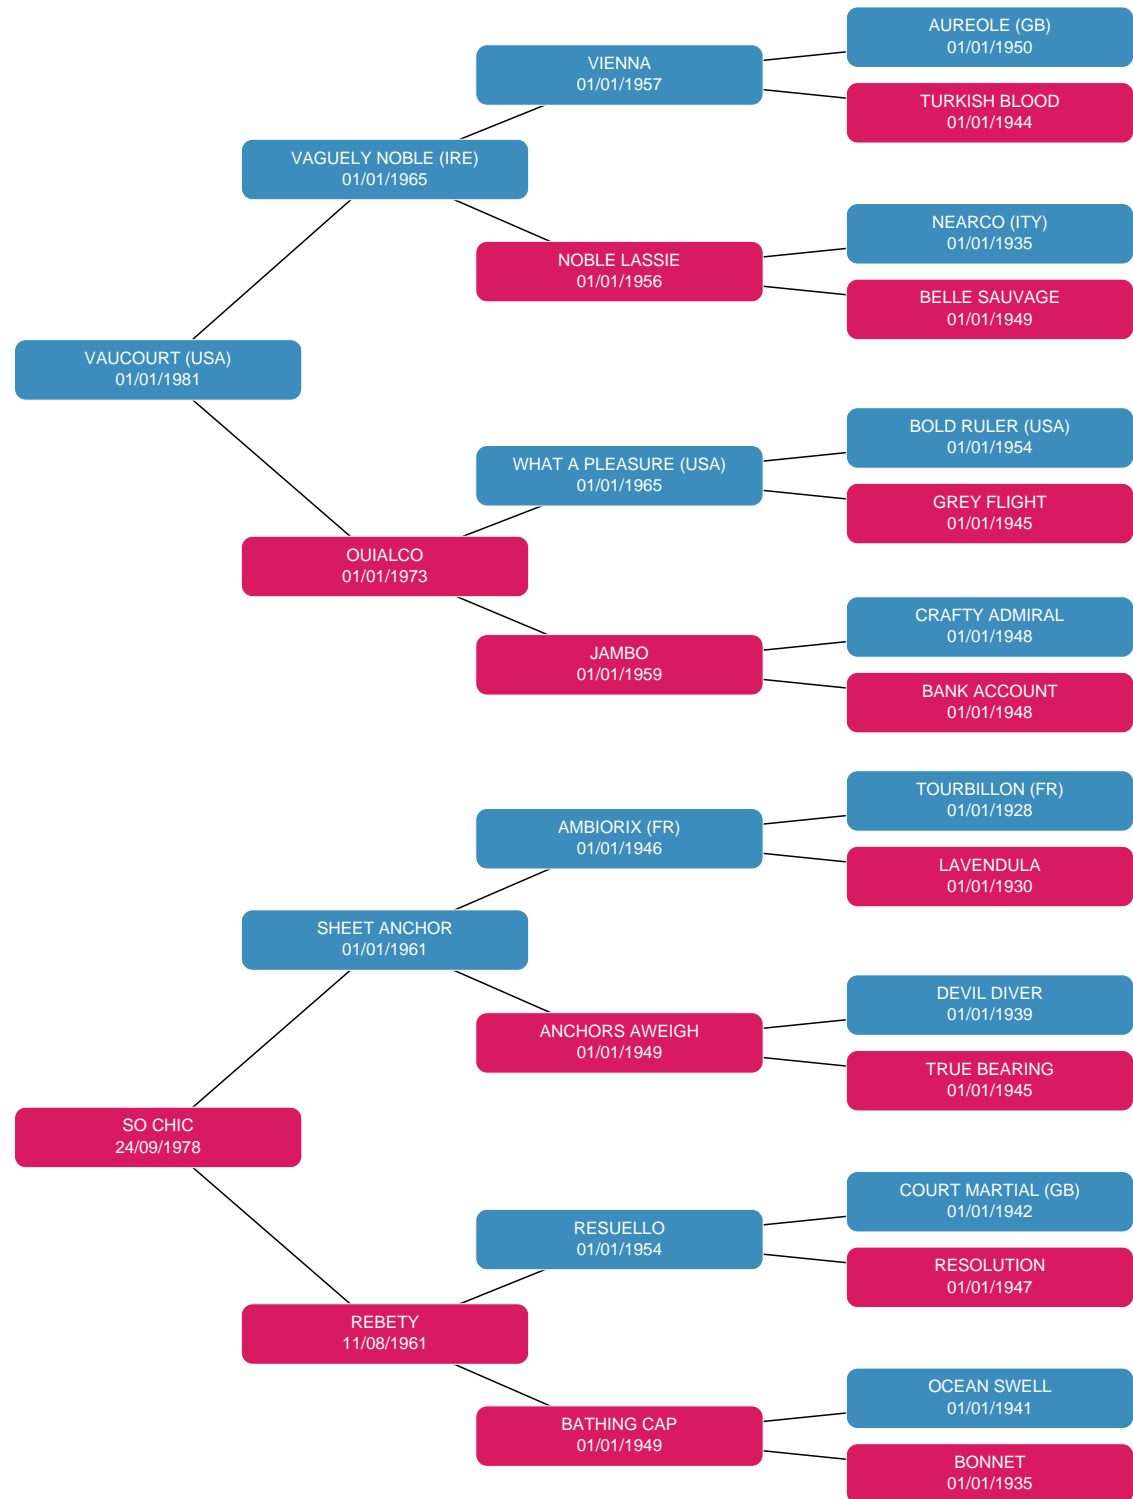 AUREOLE (GB)
01/01/1950
VIENNA
01/01/1957
TURKISH BLOOD
01/01/1944
VAGUELY NOBLE (IRE)
01/01/1965
NEARCO (ITY)
01/01/1935
NOBLE LASSIE
01/01/1956
BELLE SAUVAGE
01/01/1949
VAUCOURT (USA)
01/01/1981
BOLD RULER (USA)
01/01/1954
WHAT A PLEASURE (USA)
01/01/1965
GREY FLIGHT
01/01/1945
OUIALCO
01/01/1973
CRAFTY ADMIRAL
01/01/1948
JAMBO
01/01/1959
BANK ACCOUNT
01/01/1948
TOURBILLON (FR)
01/01/1928
AMBIORIX (FR)
01/01/1946
LAVENDULA
01/01/1930
SHEET ANCHOR
01/01/1961
DEVIL DIVER
01/01/1939
ANCHORS AWEIGH
01/01/1949
TRUE BEARING
01/01/1945
SO CHIC
24/09/1978
COURT MARTIAL (GB)
01/01/1942
RESUELLO
01/01/1954
RESOLUTION
01/01/1947
REBETY
11/08/1961
OCEAN SWELL
01/01/1941
BATHING CAP
01/01/1949
BONNET
01/01/1935